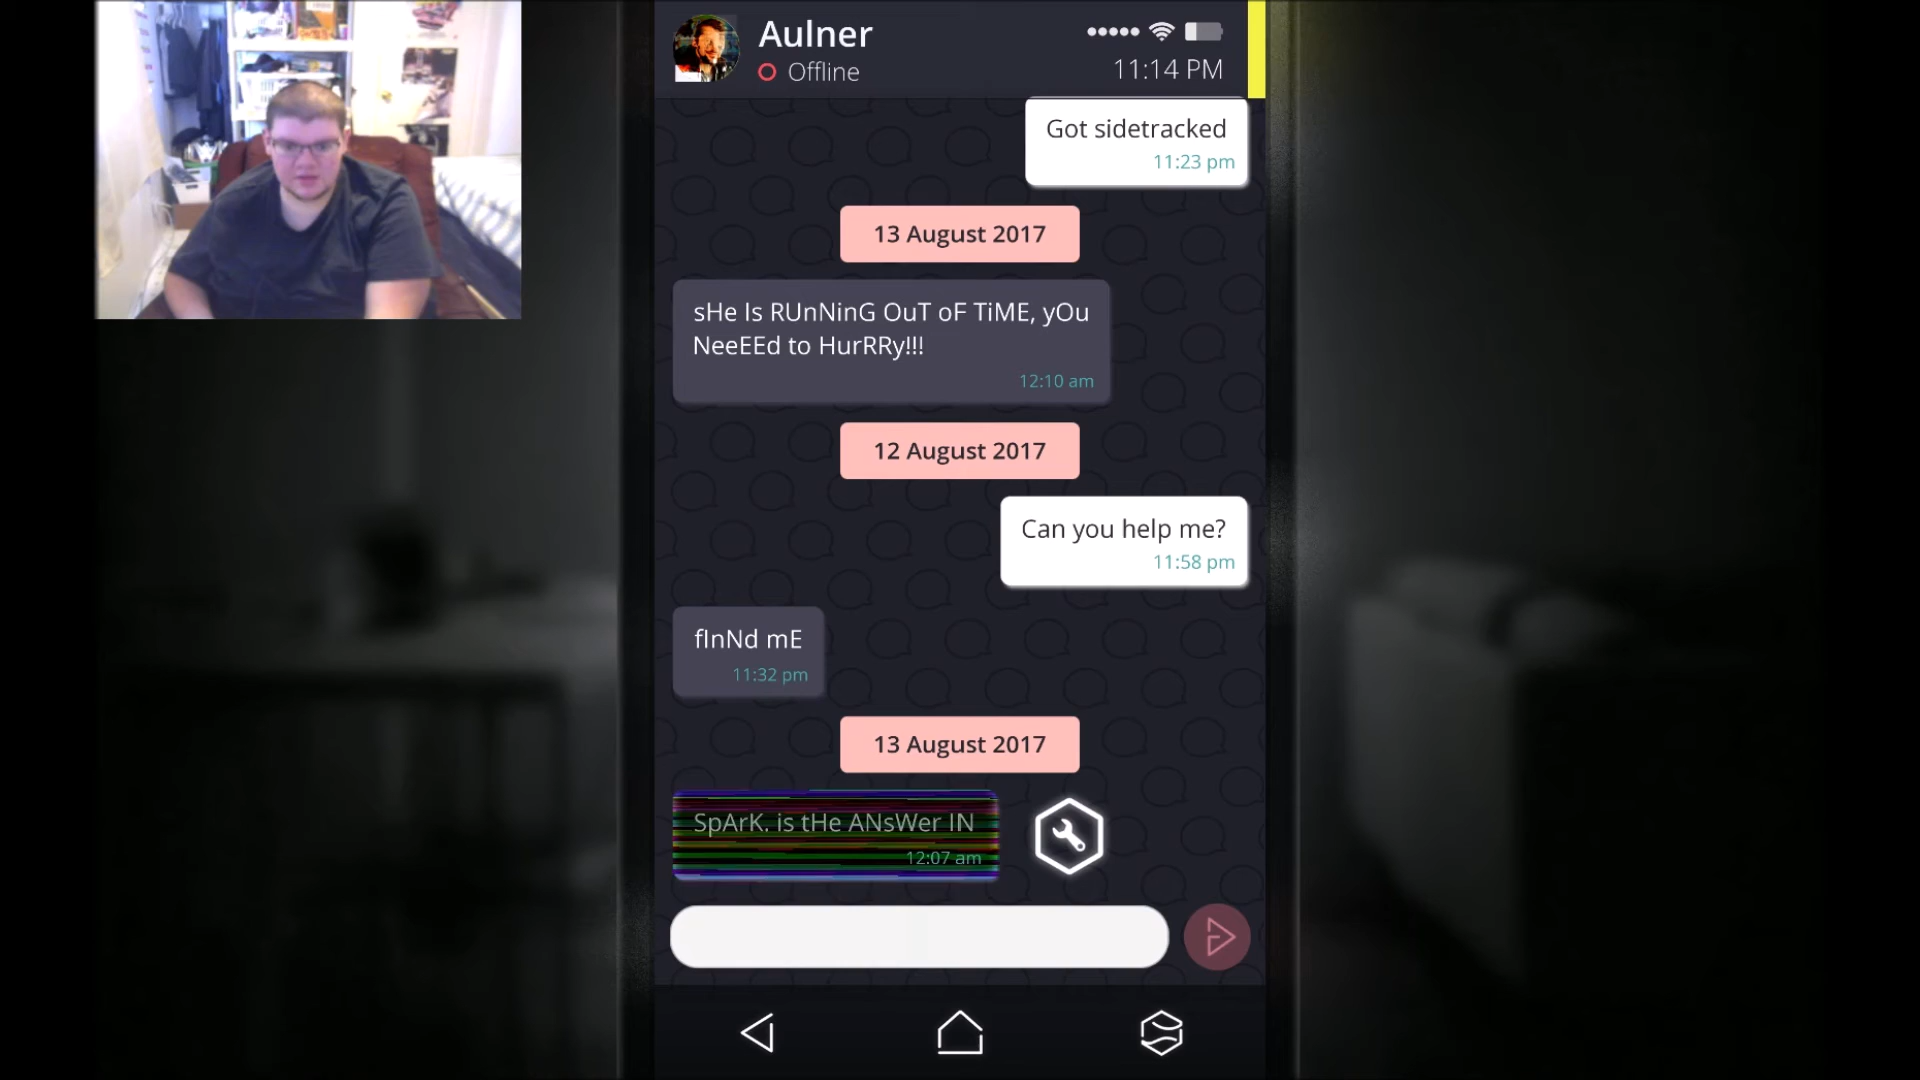 Aulner
Offline
11:14 PM
Got sidetracked
11:23 pm
13 August 2017
sHe Is RUnNinG OuT oF TiME, yOu
NeeEEd to HurRRy!!!
12:10 am
12 August 2017
Can you help me?
11:58 pm
fInNd mE
11:32 pm
13 August 2017
SpArK. is tHe ANsWer IN
12:07 am